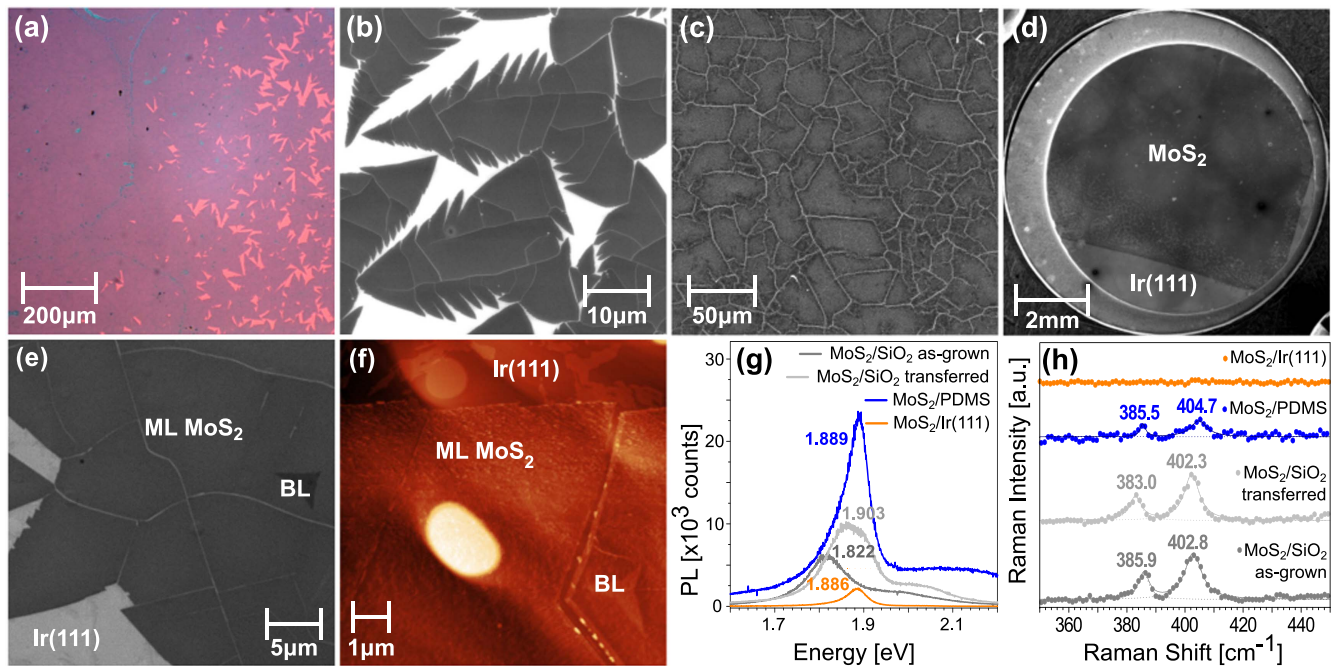 (a)
200µm
(b)
10µm
(c)
50µm
(d)
MoS₂
Ir(111)
2mm
(e)
ML MoS₂
BL
Ir(111)
5µm
(f)
Ir(111)
ML MoS₂
BL
1µm
(g)
MoS₂/SiO₂ as-grown
MoS₂/SiO₂ transferred
MoS₂/PDMS
MoS₂/Ir(111)
1.889
1.903
1.822
1.886
PL [x10³ counts]
30
20
10
0
1.7
1.9
2.1
Energy [eV]
(h)
MoS₂/Ir(111)
MoS₂/PDMS
385.5
404.7
MoS₂/SiO₂
transferred
383.0
402.3
MoS₂/SiO₂
as-grown
385.9
402.8
Raman Intensity [a.u.]
360
380
400
420
440
Raman Shift [cm⁻¹]